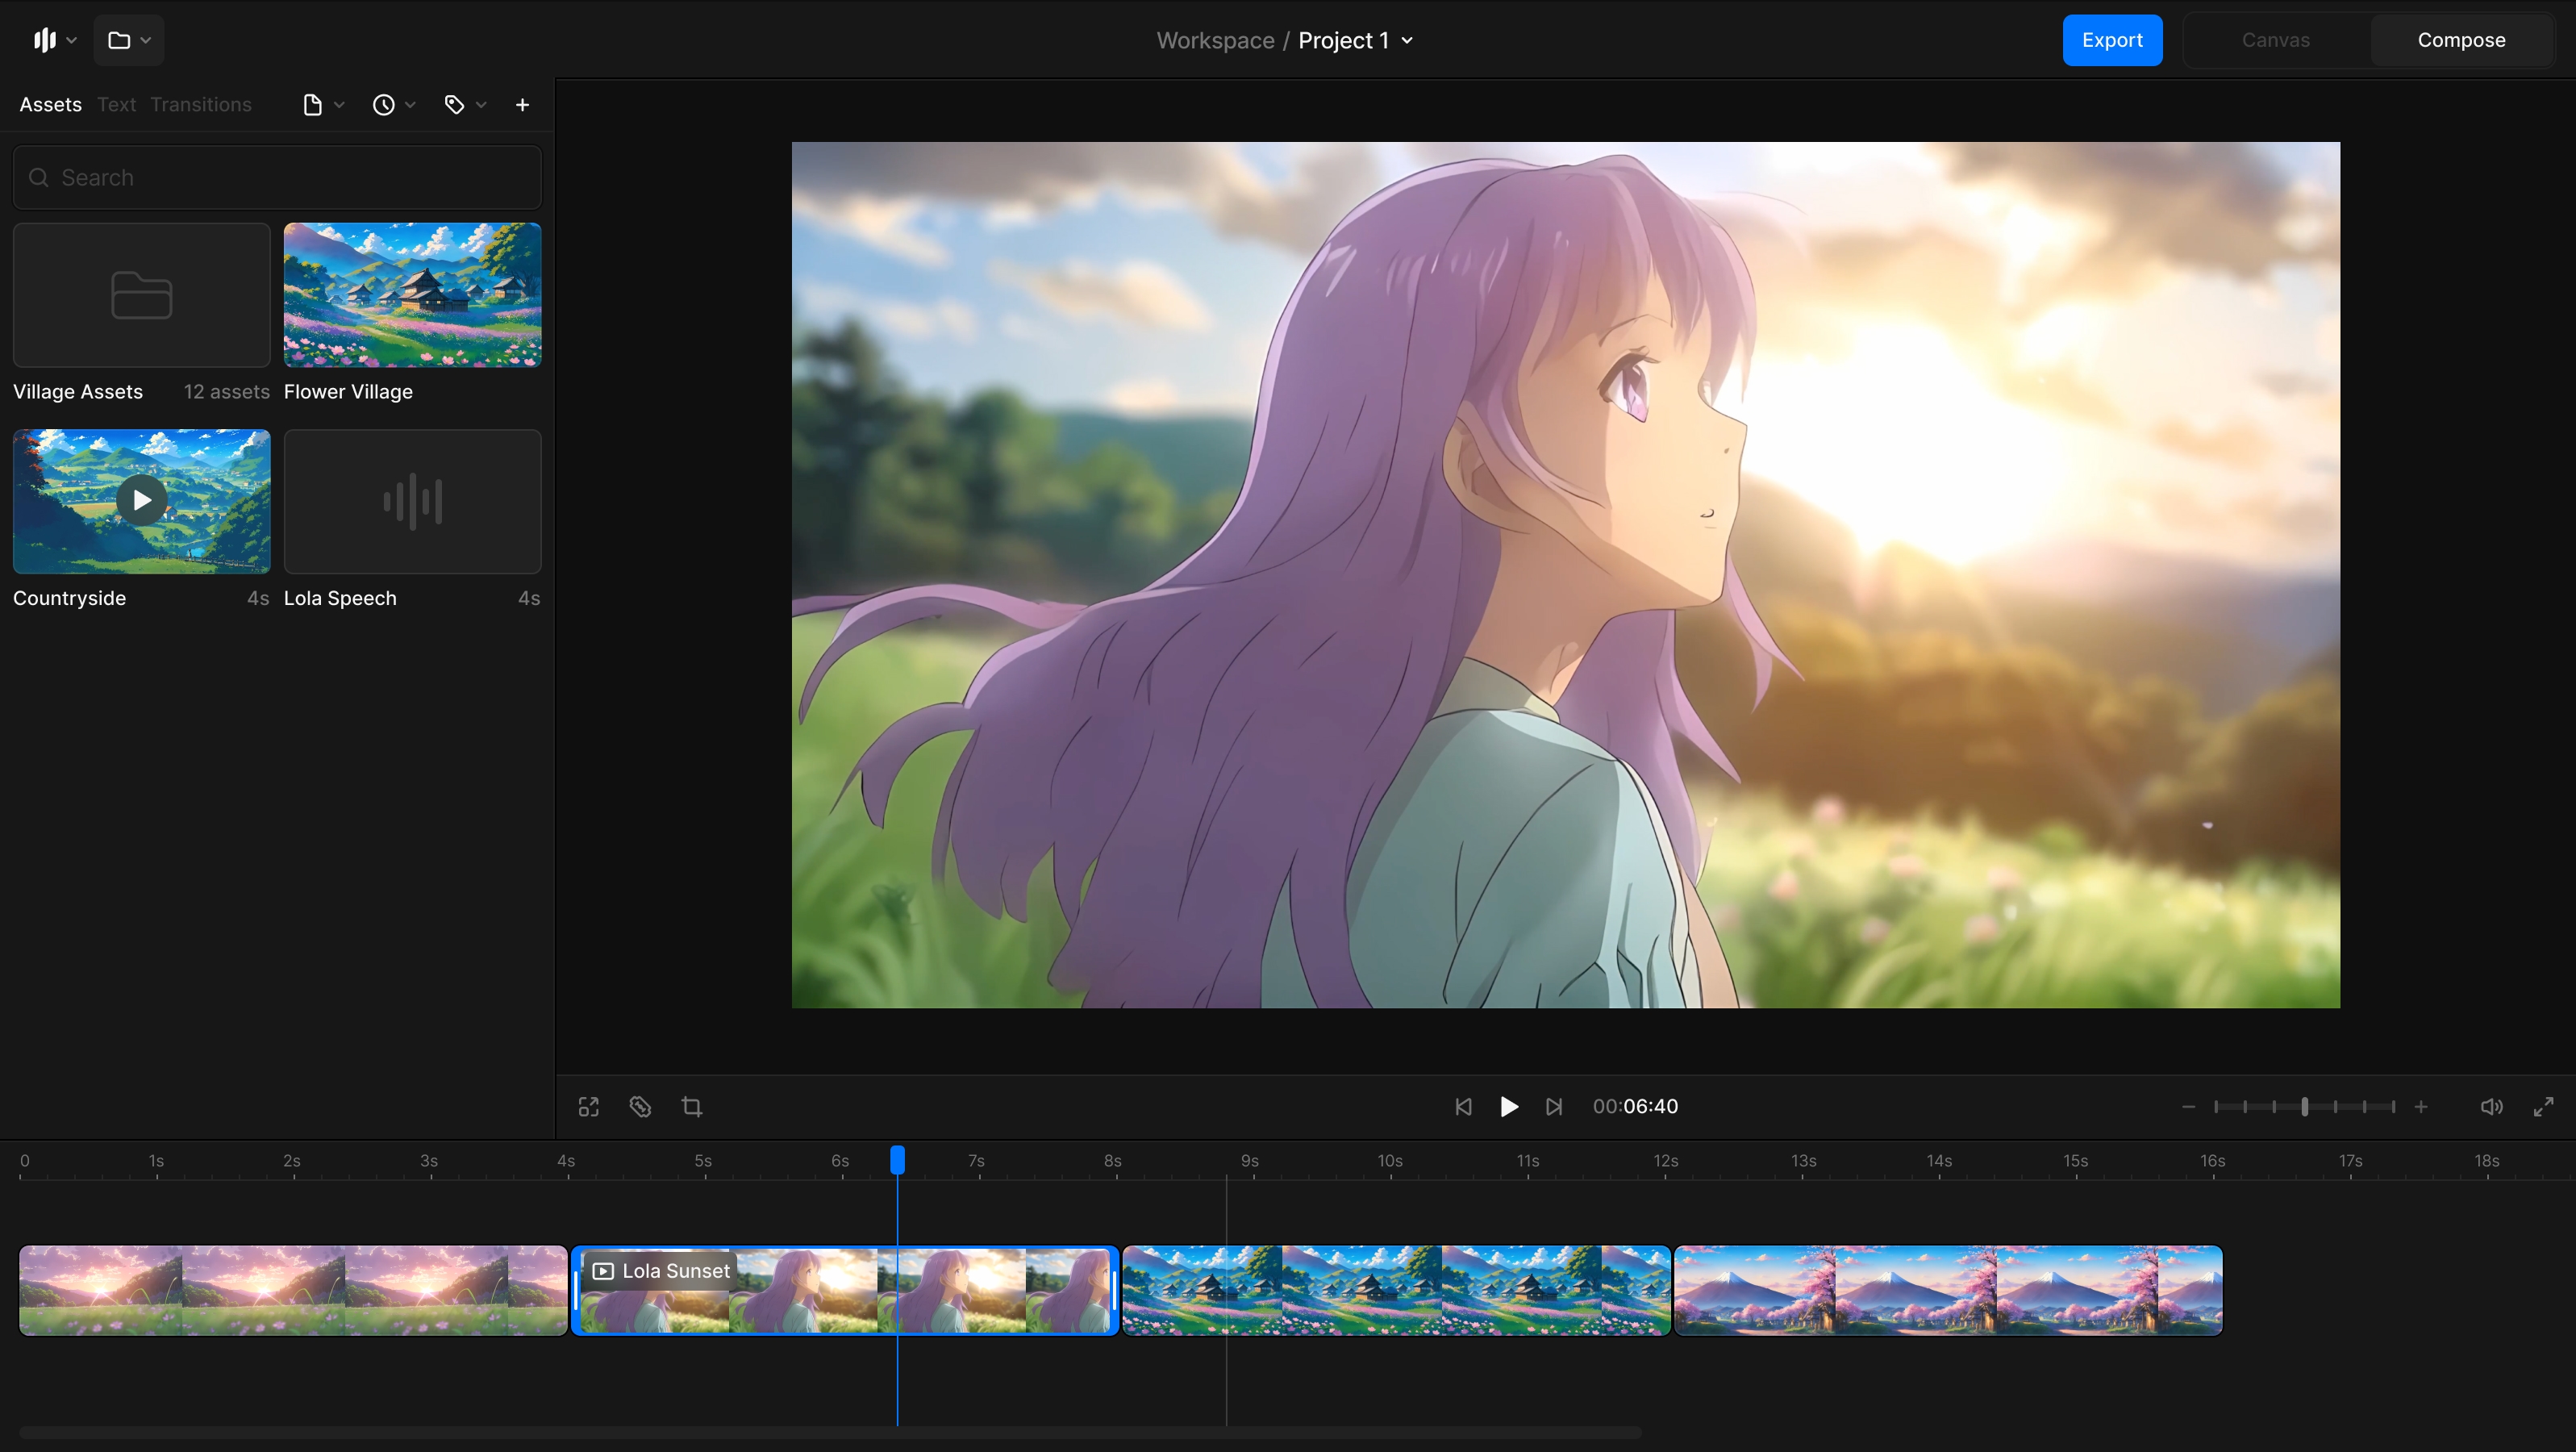 Workspace / Project 1
Export
Canvas
Compose
Assets Text Transitions
Search
Village Assets 12 assets
Flower Village
Countryside 4s
Lola Speech 4s
00:06:40
0 1s 2s 3s 4s 5s 6s 7s 8s 9s 10s 11s 12s 13s 14s 15s 16s 17s 18s
Lola Sunset